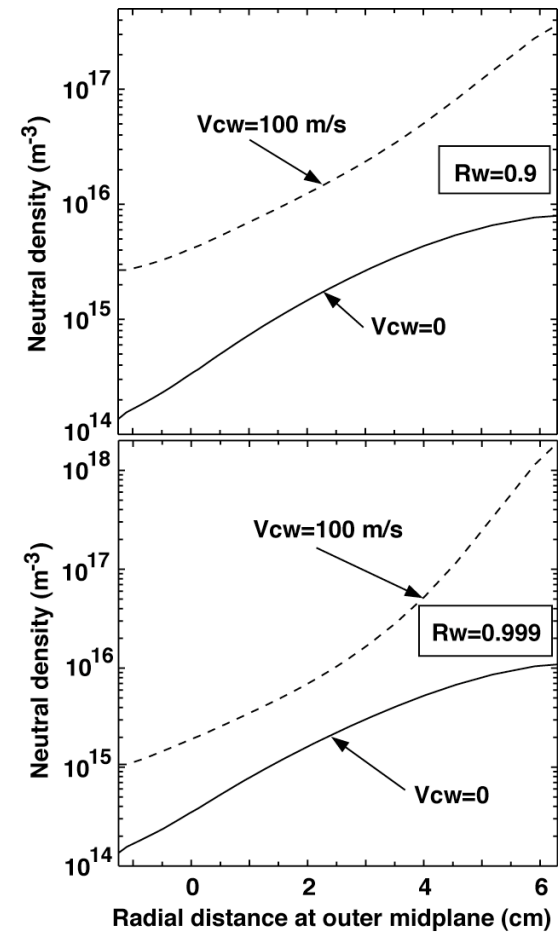 Neutral density (m-3)
10^17
10^16
10^15
10^14
Vcw=100 m/s
Rw=0.9
Vcw=0
Neutral density (m-3)
10^18
10^17
10^16
10^15
10^14
Vcw=100 m/s
Rw=0.999
Vcw=0
0 2 4 6
Radial distance at outer midplane (cm)